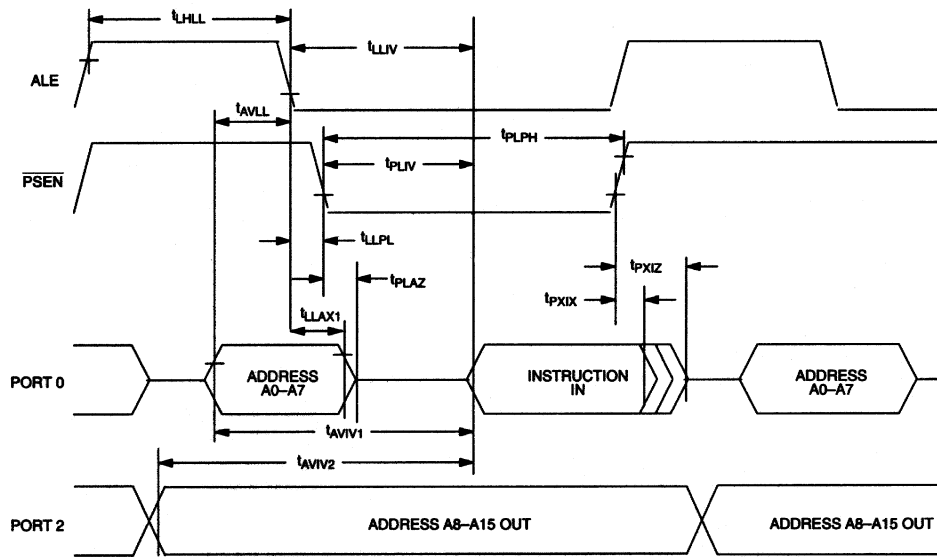 tLHLL
tLLIV
ALE
tAVLL
tPLPH
tPLIV
PSEN
tLLPL
tPXIZ
tPLAZ
tPXIX
tLLAX1
PORT 0
ADDRESS
A0–A7
INSTRUCTION
IN
ADDRESS
A0–A7
tAVIV1
tAVIV2
PORT 2
ADDRESS A8–A15 OUT
ADDRESS A8–A15 OUT